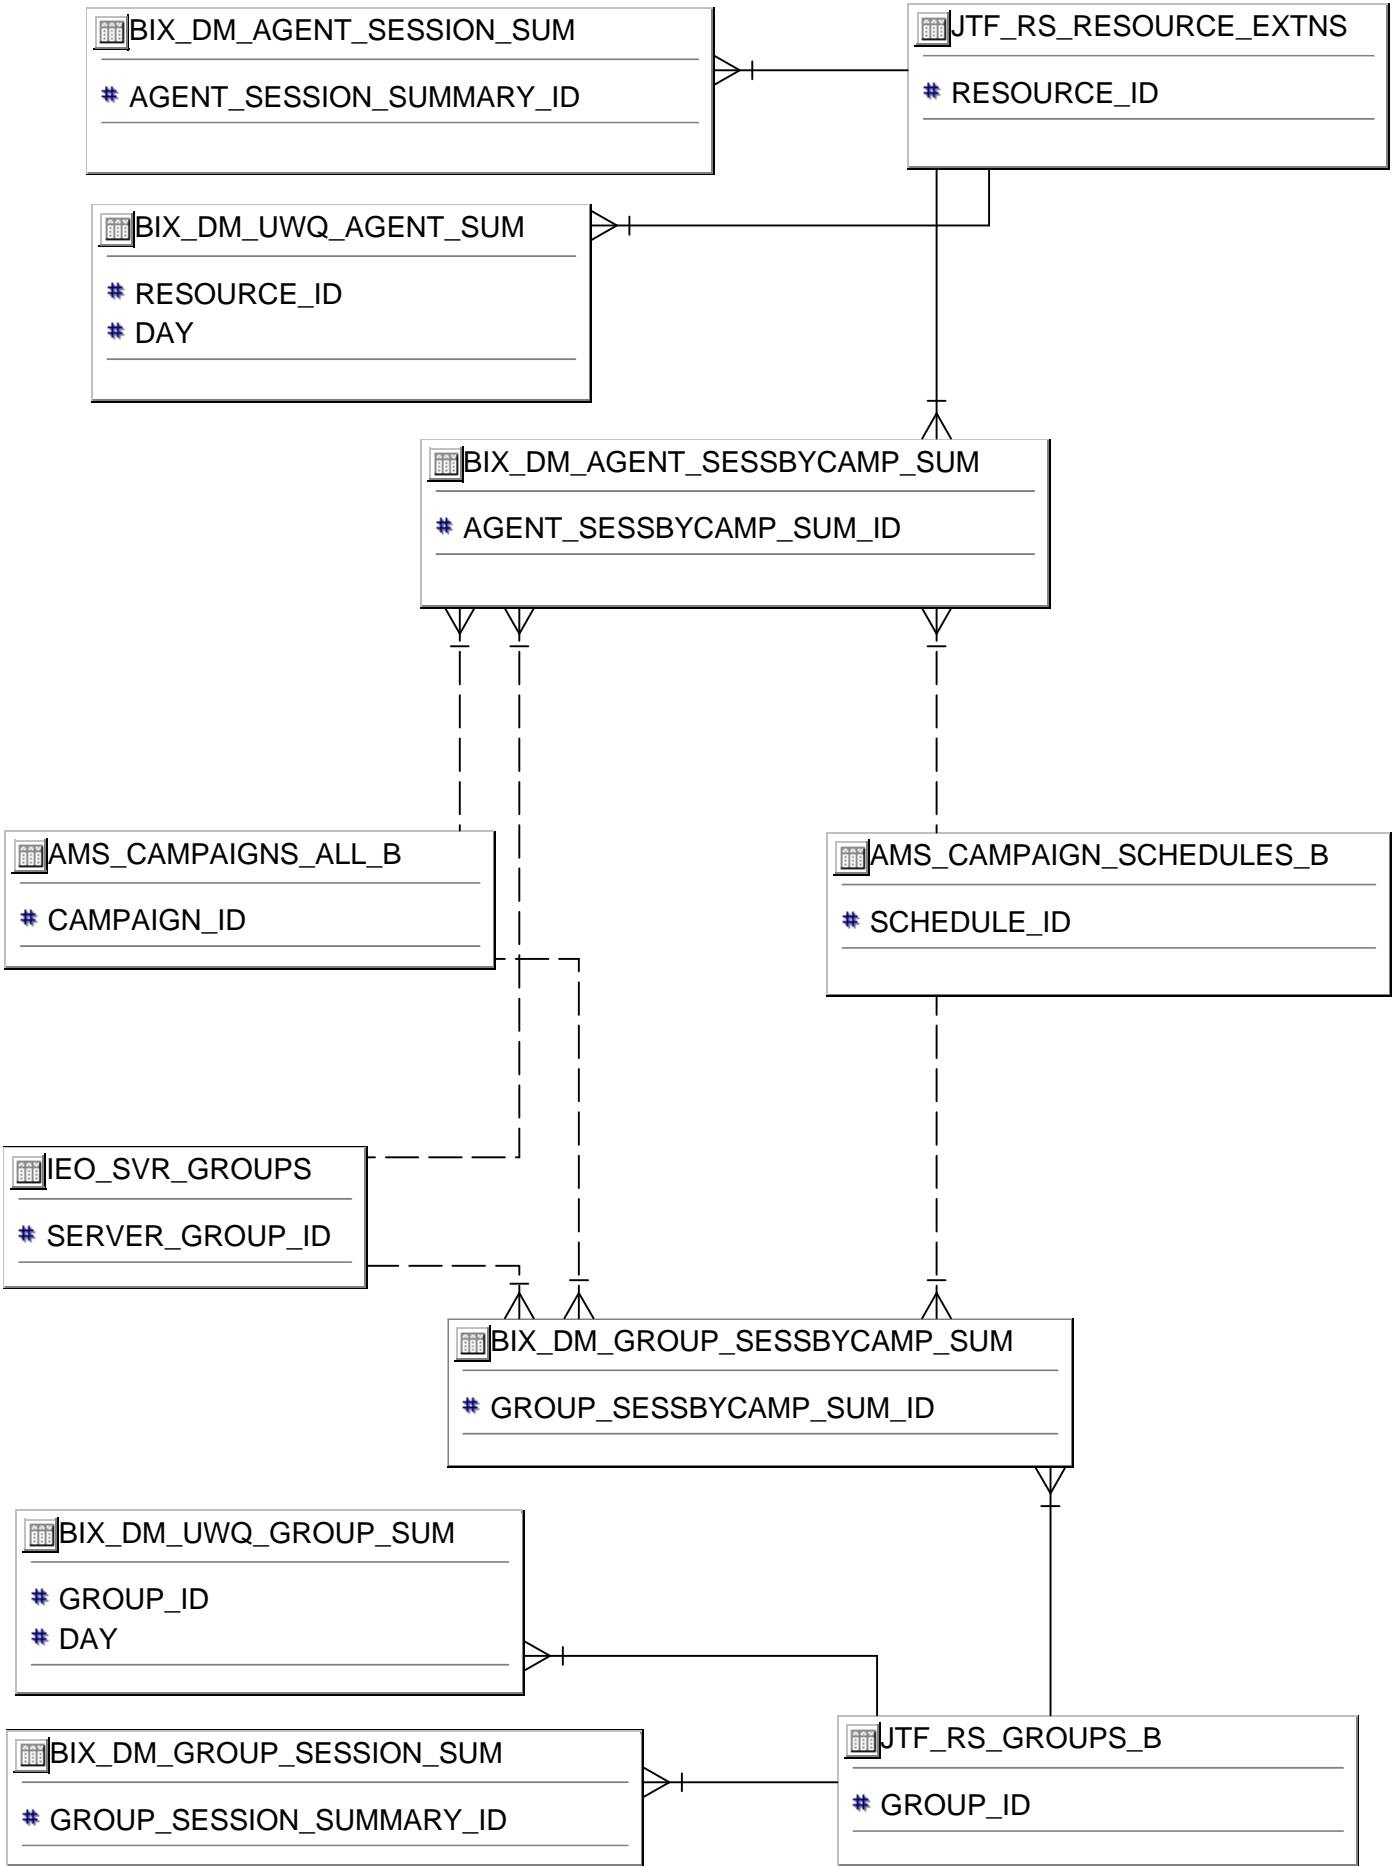 BIX_DM_AGENT_SESSION_SUM
# AGENT_SESSION_SUMMARY_ID
JTF_RS_RESOURCE_EXTNS
# RESOURCE_ID
BIX_DM_UWQ_AGENT_SUM
# RESOURCE_ID
# DAY
BIX_DM_AGENT_SESSBYCAMP_SUM
# AGENT_SESSBYCAMP_SUM_ID
AMS_CAMPAIGNS_ALL_B
# CAMPAIGN_ID
AMS_CAMPAIGN_SCHEDULES_B
# SCHEDULE_ID
IEO_SVR_GROUPS
# SERVER_GROUP_ID
BIX_DM_GROUP_SESSBYCAMP_SUM
# GROUP_SESSBYCAMP_SUM_ID
BIX_DM_UWQ_GROUP_SUM
# GROUP_ID
# DAY
BIX_DM_GROUP_SESSION_SUM
# GROUP_SESSION_SUMMARY_ID
JTF_RS_GROUPS_B
# GROUP_ID